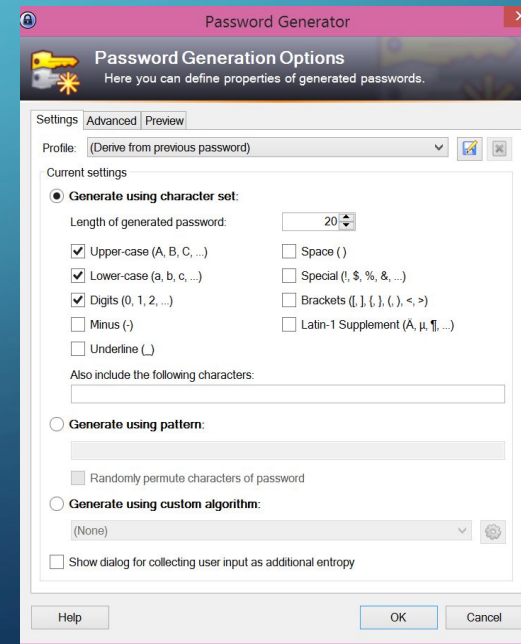 Password Generator
Password Generation Options
Here you can define properties of generated passwords.
Settings Advanced Preview
Profile: (Derive from previous password)
Current settings
Generate using character set:
Length of generated password: 20
Upper-case (A, B, C, ...) Space ( )
Lower-case (a, b, c, ...) Special (!, $, %, &, ...)
Digits (0, 1, 2, ...) Brackets ([, ], {, }, (, ), <, >)
Minus (-) Latin-1 Supplement (Ä, µ, ¶, ...)
Underline (_)
Also include the following characters:
Generate using pattern:
Randomly permute characters of password
Generate using custom algorithm:
(None)
Show dialog for collecting user input as additional entropy
Help OK Cancel